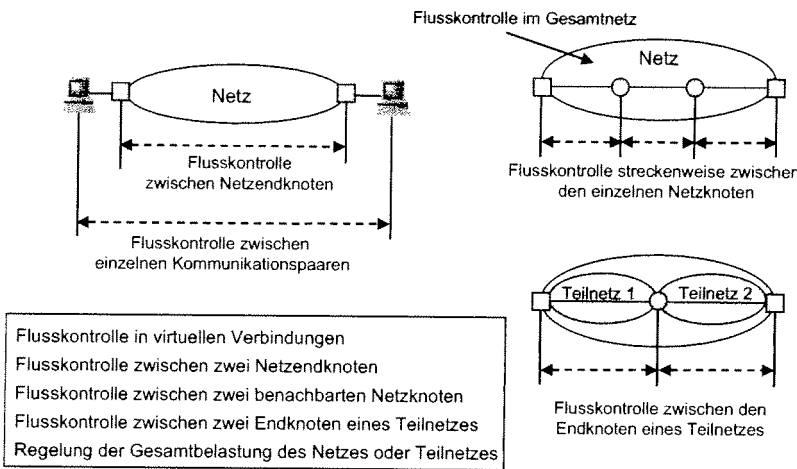 Flusskontrolle im Gesamtnetz
Netz
Netz
Flusskontrolle
zwischen Netzendknoten
Flusskontrolle streckenweise zwischen
den einzelnen Netzknoten
Flusskontrolle zwischen
einzelnen Kommunikationspaaren
Teilnetz 1
Teilnetz 2
Flusskontrolle zwischen den
Endknoten eines Teilnetzes
Flusskontrolle in virtuellen Verbindungen
Flusskontrolle zwischen zwei Netzendknoten
Flusskontrolle zwischen zwei benachbarten Netzknoten
Flusskontrolle zwischen zwei Endknoten eines Teilnetzes
Regelung der Gesamtbelastung des Netzes oder Teilnetzes